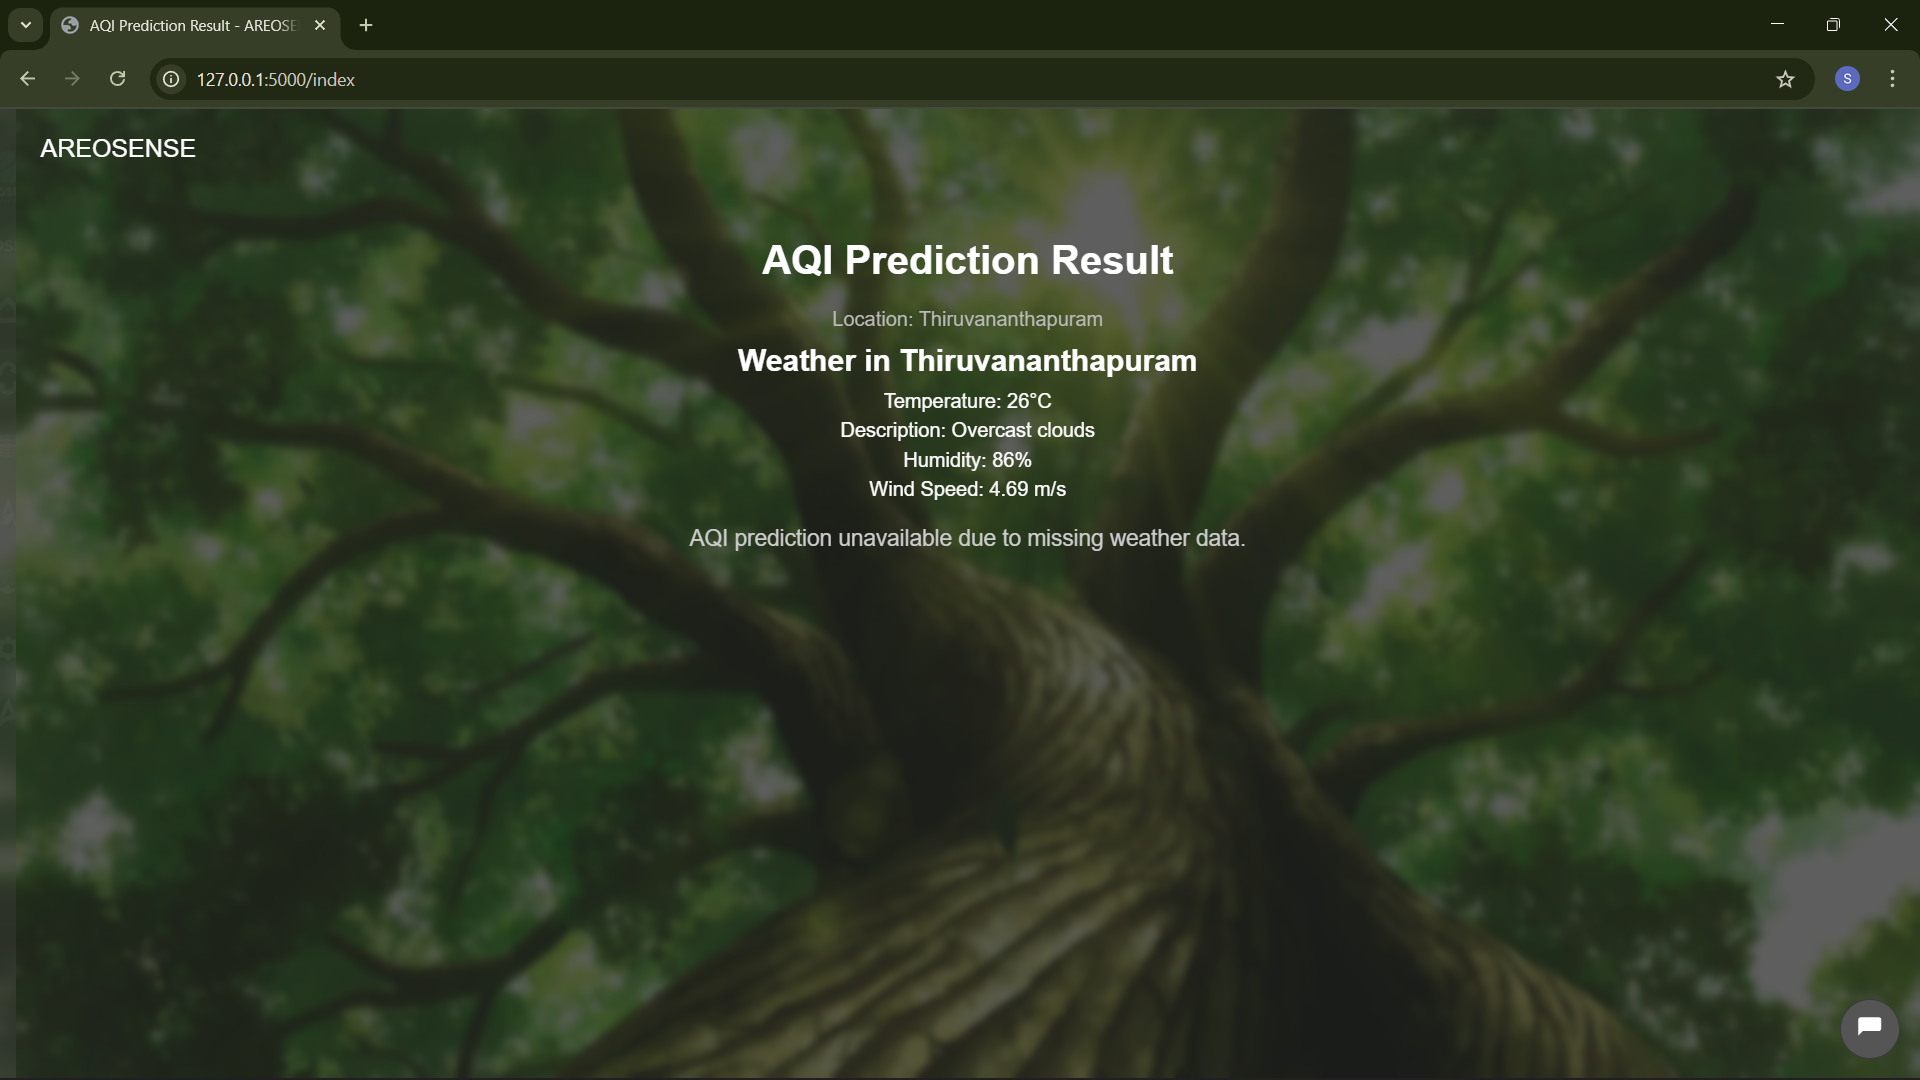 AQI Prediction Result - AREOSE
127.0.0.1:5000/index
S
AREOSENSE
AQI Prediction Result
Location: Thiruvananthapuram
Weather in Thiruvananthapuram
Temperature: 26°C
Description: Overcast clouds
Humidity: 86%
Wind Speed: 4.69 m/s
AQI prediction unavailable due to missing weather data.